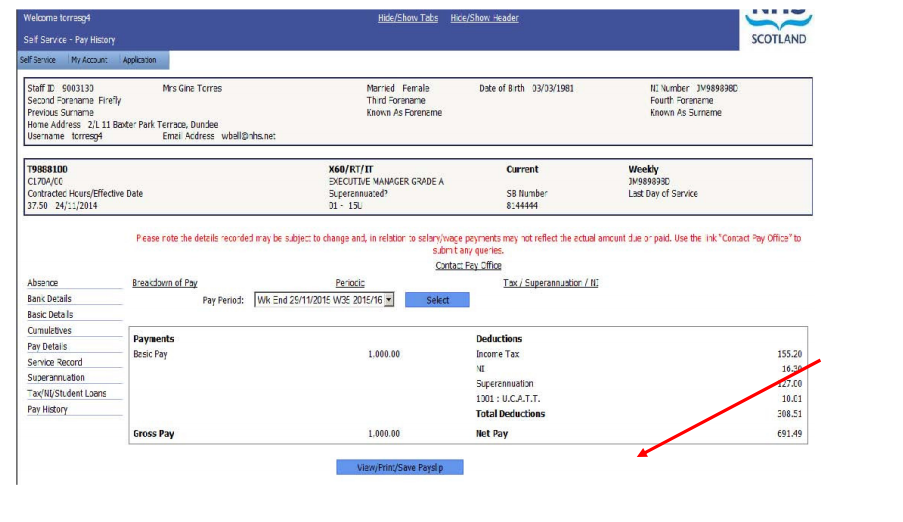 Welcome torresg4 Hide/Show Tabs Hide/Show Header
NHS
SCOTLAND
Self Service - Pay History
Self Service My Account Application
Staff ID 9003130 Mrs Gina Torres Married Female Date of Birth 03/03/1981 NI Number JM989898D
Second Forename Firefly Third Forename Fourth Forename
Previous Surname Known As Forename Known As Surname
Home Address 2/L 11 Baxter Park Terrace, Dundee
Username torresg4 Email Address wbell@nhs.net
T9888100 X60/RT/IT Current Weekly
C170A/00 EXECUTIVE MANAGER GRADE A JM989898D
Contracted Hours/Effective Date Superannuated? SB Number Last Day of Service
37.50 24/11/2014 01 - 15U 8144444
Please note the details recorded may be subject to change and, in relation to salary/wage payments may not reflect the actual amount due or paid. Use the link "Contact Pay Office" to
submit any queries.
Contact Pay Office
Absence Breakdown of Pay Periodic Tax / Superannuation / NI
Bank Details Pay Period: Wk End 29/11/2015 W35 2015/16 Select
Basic Details
Cumulatives
Pay Details
Service Record
Superannuation
Tax/NI/Student Loans
Pay History
Payments Deductions
Basic Pay 1,000.00 Income Tax 155.20
NI 16.30
Superannuation 127.00
1001 : U.C.A.T.T. 10.01
Total Deductions 308.51
Gross Pay 1,000.00 Net Pay 691.49
View/Print/Save Payslip